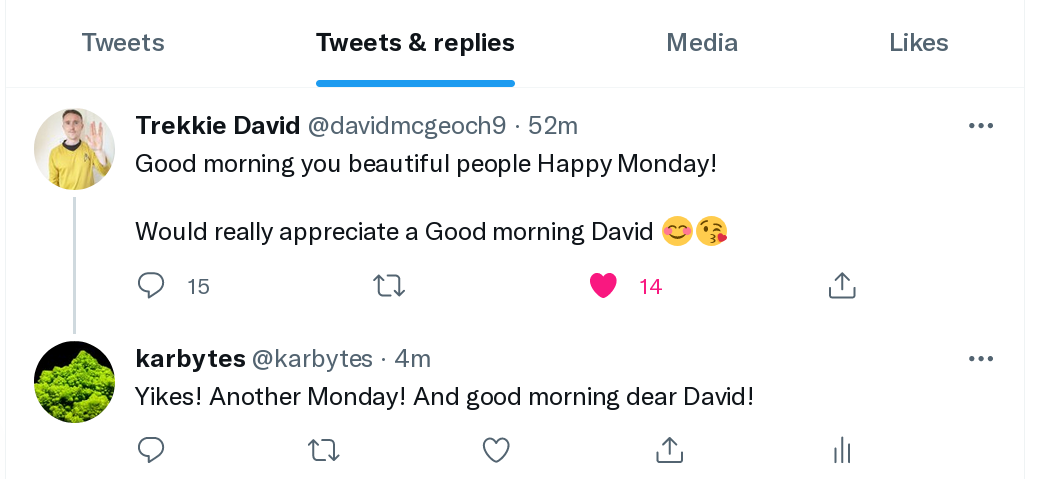 Tweets Tweets & replies Media Likes
Trekkie David @davidmcgeoch9 · 52m
Good morning you beautiful people Happy Monday!
Would really appreciate a Good morning David 😊😘
15 14
karbytes @karbytes · 4m
Yikes! Another Monday! And good morning dear David!